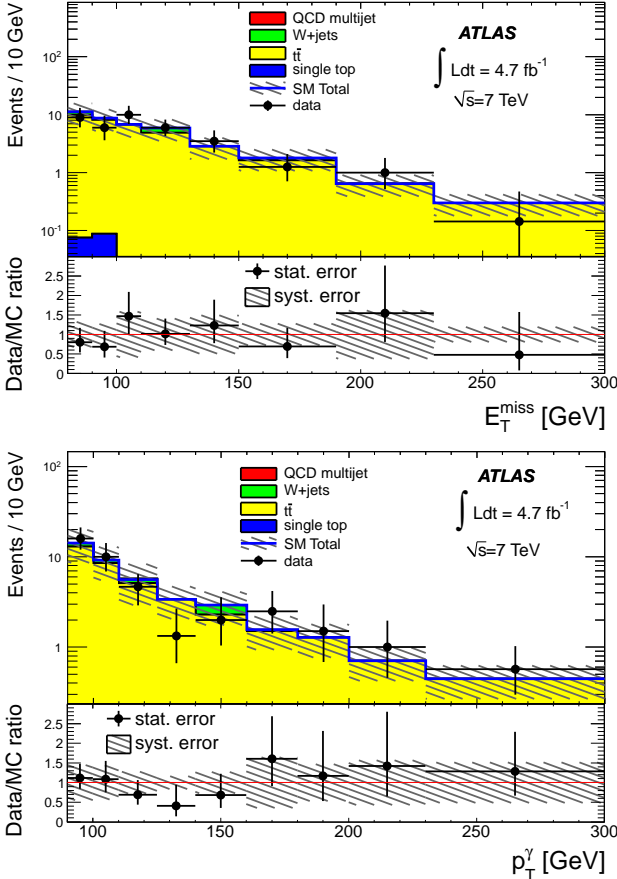 Events / 10 GeV
10²
10
1
10⁻¹
QCD multijet
W+jets
tt̄
single top
SM Total
data
ATLAS
∫ Ldt = 4.7 fb⁻¹
√s=7 TeV
Data/MC ratio
2.5
2
1.5
1
0.5
0
stat. error
syst. error
100 150 200 250 300
E_T^miss [GeV]
Events / 10 GeV
10²
10
1
QCD multijet
W+jets
tt̄
single top
SM Total
data
ATLAS
∫ Ldt = 4.7 fb⁻¹
√s=7 TeV
Data/MC ratio
2.5
2
1.5
1
0.5
0
stat. error
syst. error
100 150 200 250 300
p_T^γ [GeV]